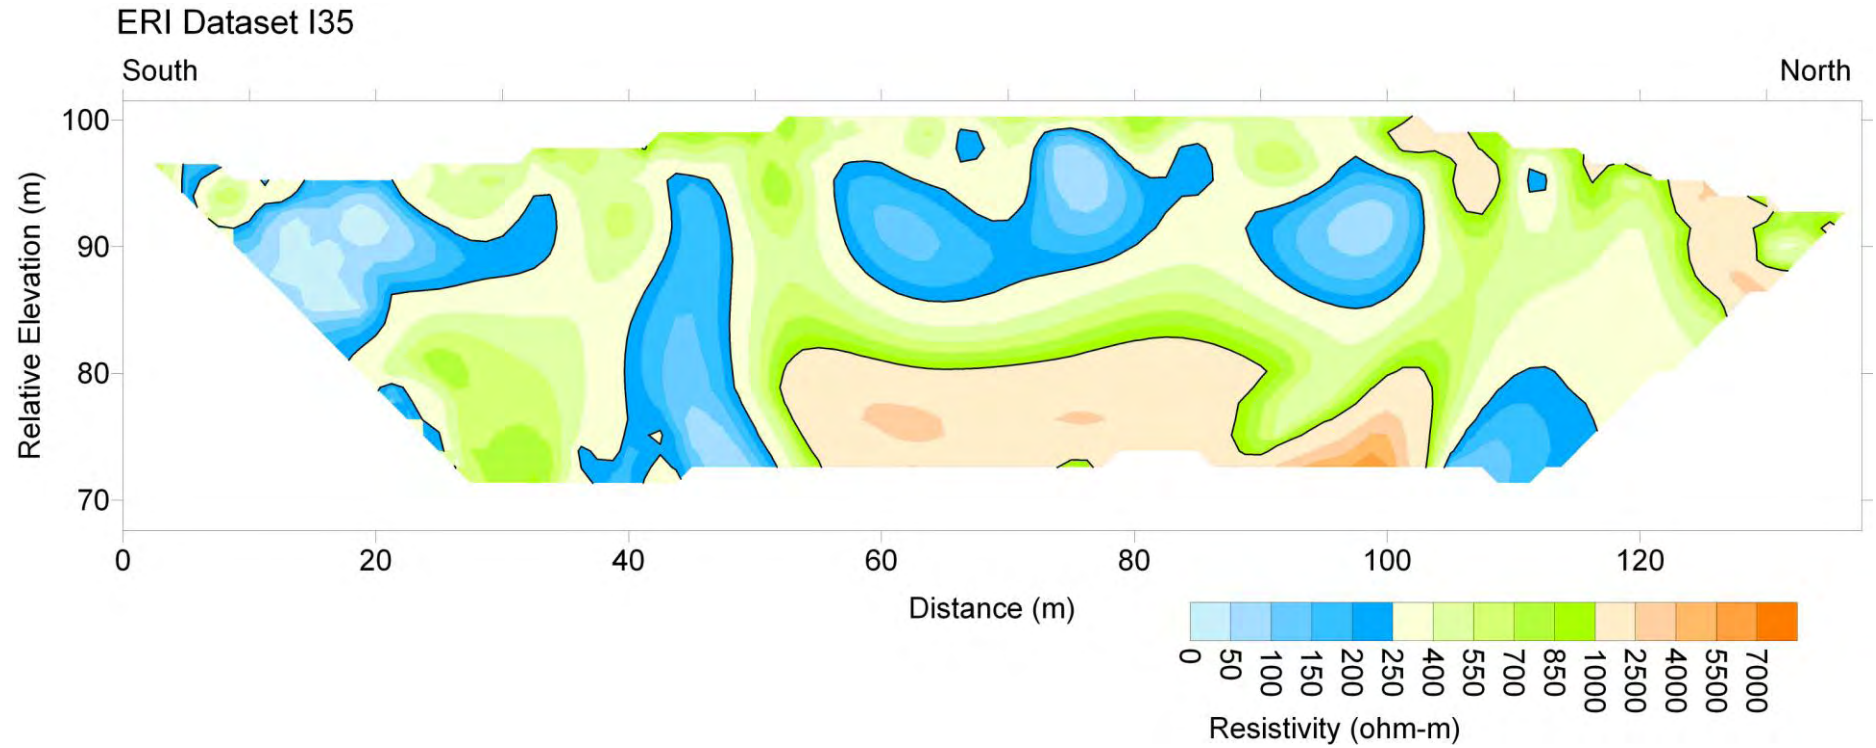 ERI Dataset I35
South North
100
90
80
70
Relative Elevation (m)
0 20 40 60 80 100 120
Distance (m)
0 50 100 150 200 250 400 550 700 850 1000 2500 4000 5500 7000
Resistivity (ohm-m)